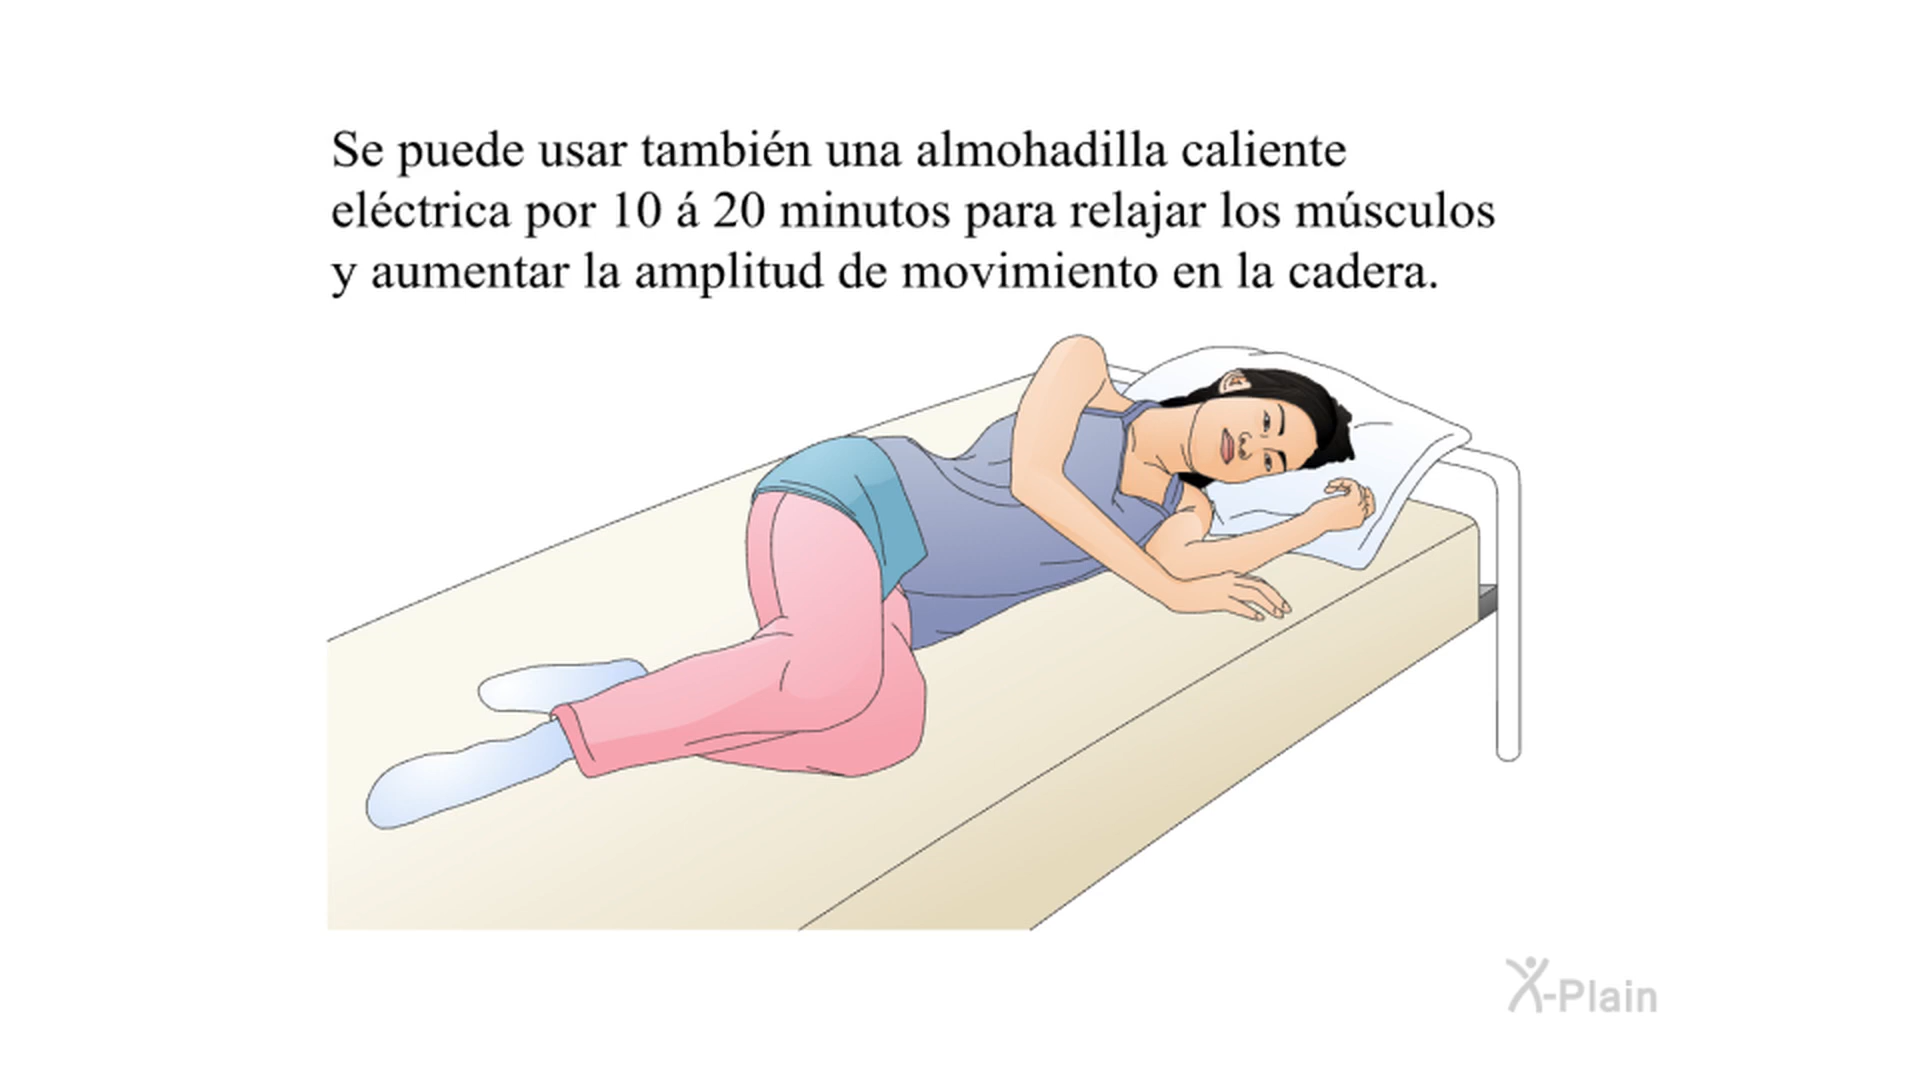 Se puede usar también una almohadilla caliente
eléctrica por 10 á 20 minutos para relajar los músculos
y aumentar la amplitud de movimiento en la cadera.
X-Plain